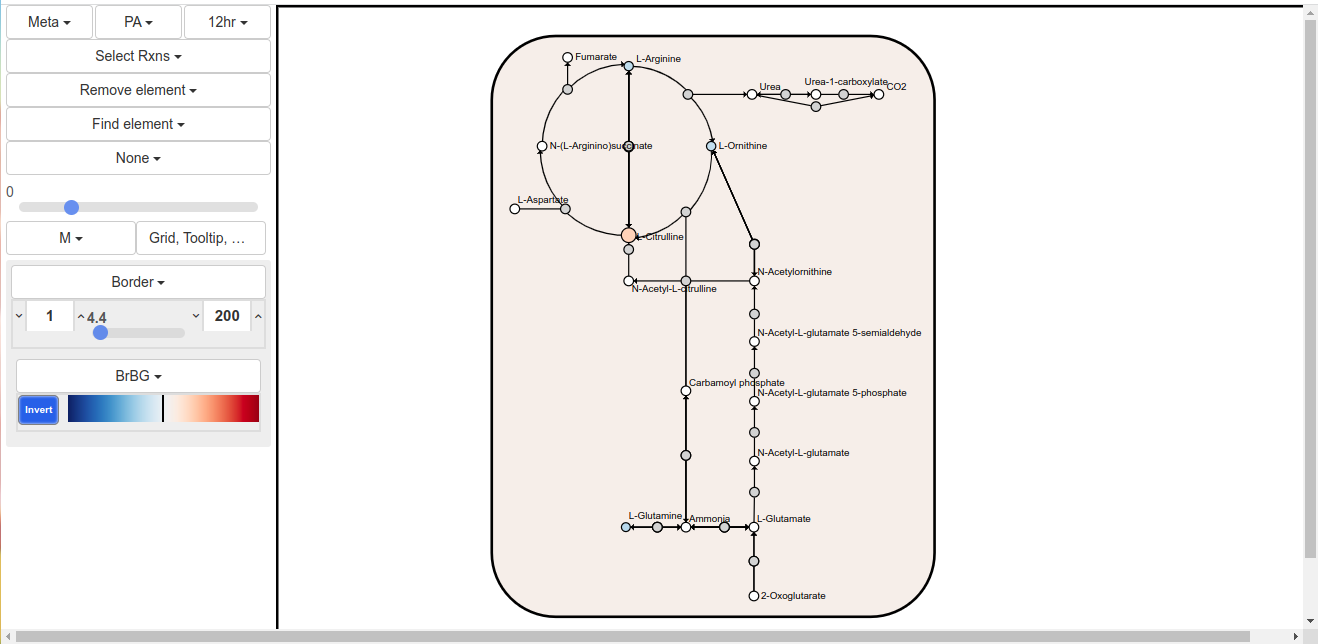 Meta PA 12hr
Select Rxns
Remove element
Find element
None
0
M Grid, Tooltip, ...
Border
1 4.4 200
BrBG
Invert
Fumarate L-Arginine
Urea Urea-1-carboxylate CO2
N-(L-Arginino)succinate L-Ornithine
L-Aspartate
L-Citrulline
N-Acetylornithine
N-Acetyl-L-citrulline
N-Acetyl-L-glutamate 5-semialdehyde
Carbamoyl phosphate
N-Acetyl-L-glutamate 5-phosphate
N-Acetyl-L-glutamate
L-Glutamine Ammonia L-Glutamate
2-Oxoglutarate